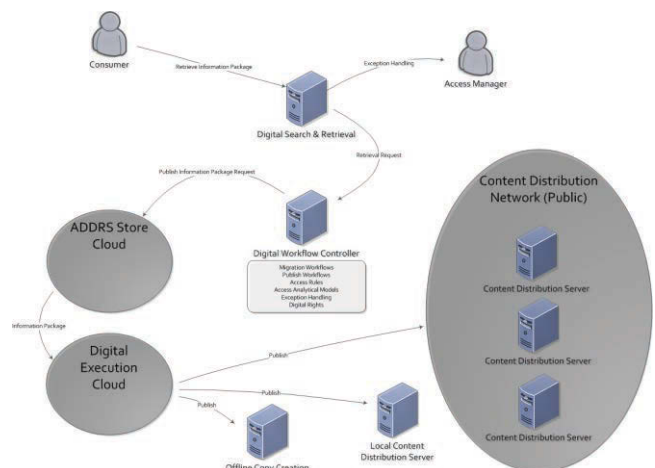 Consumer
Retrieve Information Package
Exception Handling
Access Manager
Digital Search & Retrieval
Retrieval Request
Publish Information Package Request
Content Distribution
Network (Public)
ADDRS Store
Cloud
Digital Workflow Controller
Migration Workflows
Publish Workflows
Access Rules
Access Analytical Models
Exception Handling
Digital Rights
Content Distribution Server
Information Package
Digital
Execution
Cloud
Publish
Content Distribution Server
Publish
Publish
Local Content
Distribution Server
Content Distribution Server
Offline Copy Creation